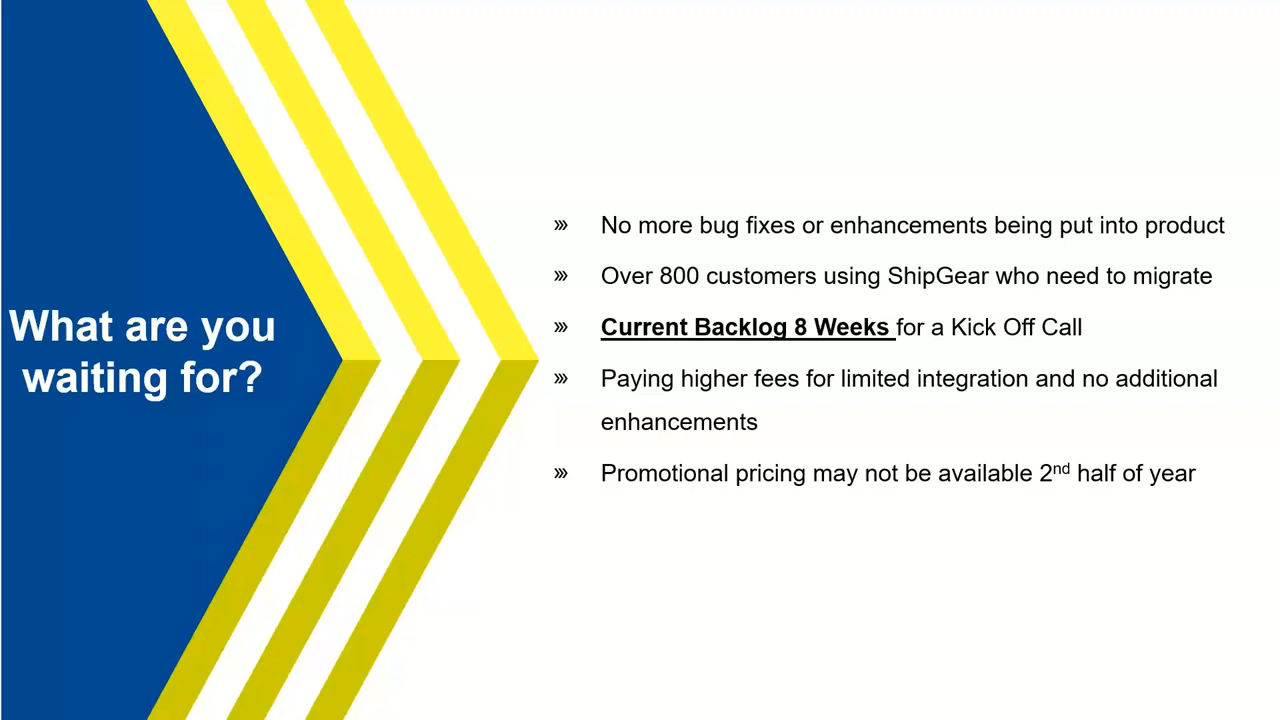 What are you
waiting for?
» No more bug fixes or enhancements being put into product
» Over 800 customers using ShipGear who need to migrate
» Current Backlog 8 Weeks for a Kick Off Call
» Paying higher fees for limited integration and no additional
enhancements
» Promotional pricing may not be available 2nd half of year